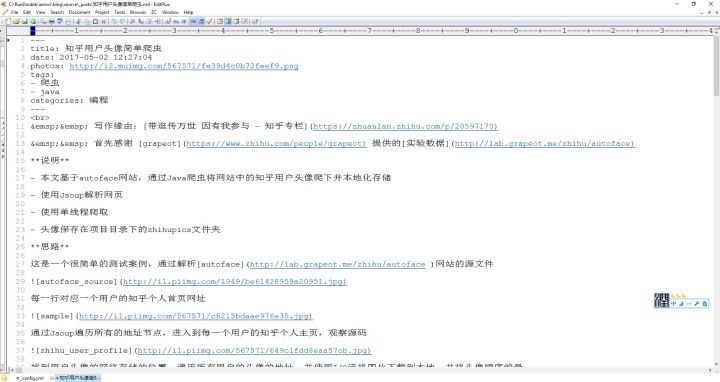 C:\RunDouble\iamwr\blog\source\_posts\知乎用户头像简单爬虫.md - EditPlus
File Edit View Search Document Project Tools Browser ZC Window Help
1 ---
2 title: 知乎用户头像简单爬虫
3 date: 2017-05-02 12:27:04
4 photos: http://i2.muimg.com/567571/fe39d4c0b72feef9.png
5 tags:
6 - 爬虫
7 - java
8 categories: 编程
9 ---
10 <br>
11 &emsp;&emsp; 写作缘由: [带逛传万世 因有我参与 - 知乎专栏](https://zhuanlan.zhihu.com/p/20597170)
12
13 &emsp;&emsp; 首先感谢 [grapeot](https://www.zhihu.com/people/grapeot) 提供的[实验数据](http://lab.grapeot.me/zhihu/autoface)
14
15 **说明**
16
17 - 本文基于autoface网站，通过Java爬虫将网站中的知乎用户头像爬下并本地化存储
18
19 - 使用Jsoup解析网页
20
21 - 使用单线程爬取
22
23 - 头像保存在项目目录下的zhihupics文件夹
24
25 **思路**
26
27 这是一个很简单的测试案例，通过解析[autoface](http://lab.grapeot.me/zhihu/autoface )网站的源文件
28
29 ![autoface_source](http://i1.piimg.com/1949/be61428959a20951.jpg)
30
31 每一行对应一个用户的知乎个人首页网址
32
33 ![sample](http://i1.piimg.com/567571/c6215bdaae976e35.jpg)
34
35 通过Jsoup遍历所有的地址节点，进入到每一个用户的知乎个人主页，观察源码
36
37 ![zhihu_user_profile](http://i1.piimg.com/567571/649c1fdd8eaa57cb.jpg)
38
中
_config.yml
知乎用户头像简...